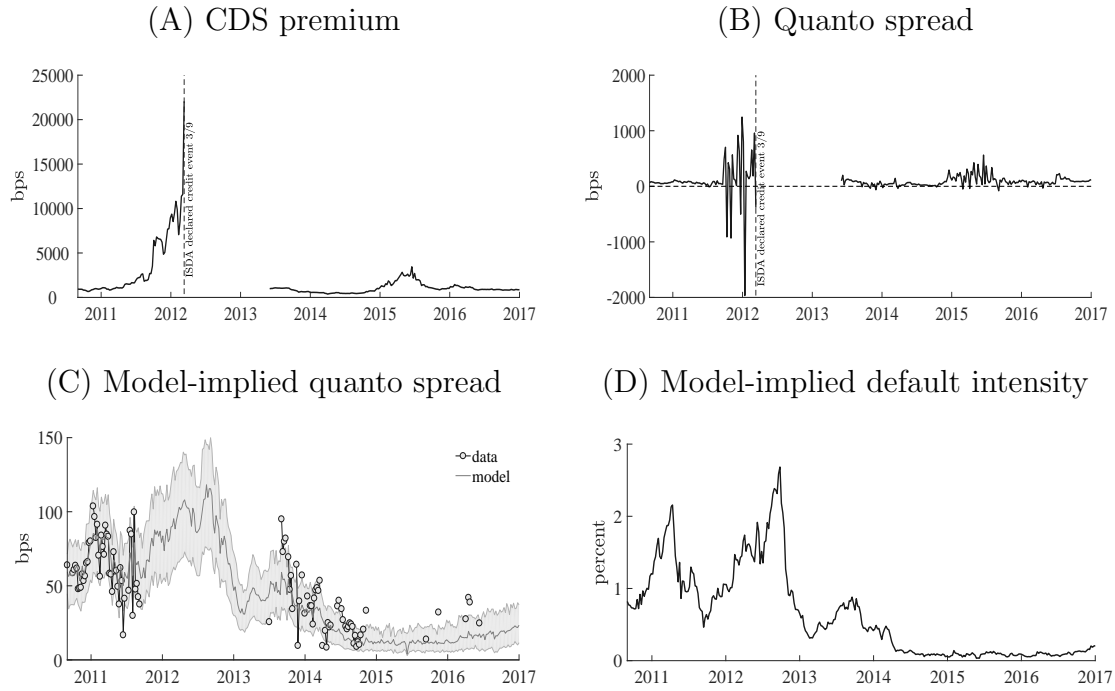 (A) CDS premium
25000
20000
15000
10000
5000
0
bps
ISDA declared credit event 3/9
2011 2012 2013 2014 2015 2016 2017
(B) Quanto spread
2000
1000
0
-1000
-2000
bps
ISDA declared credit event 3/9
2011 2012 2013 2014 2015 2016 2017
(C) Model-implied quanto spread
150
100
50
0
bps
data
model
2011 2012 2013 2014 2015 2016 2017
(D) Model-implied default intensity
3
2
1
0
percent
2011 2012 2013 2014 2015 2016 2017